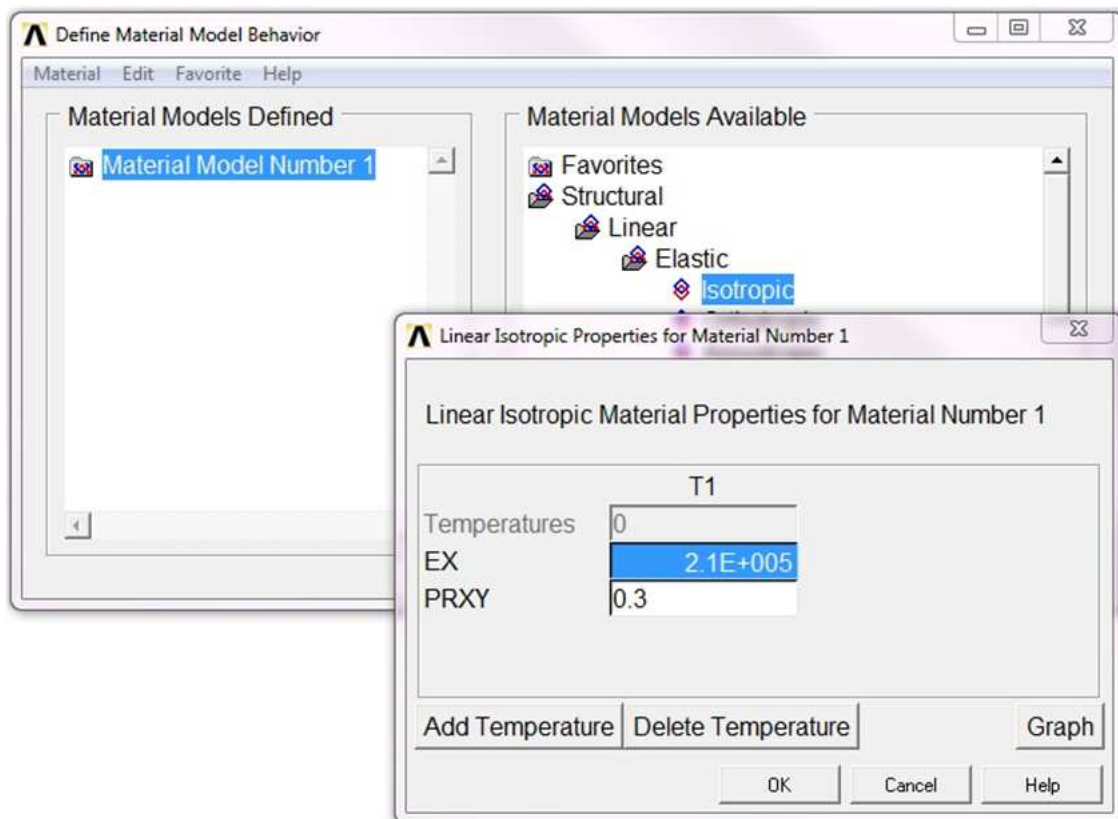 Define Material Model Behavior
Material Edit Favorite Help
Material Models Defined
Material Model Number 1
Material Models Available
Favorites
Structural
Linear
Elastic
Isotropic
Linear Isotropic Properties for Material Number 1
Linear Isotropic Material Properties for Material Number 1
T1
Temperatures 0
EX 2.1E+005
PRXY 0.3
Add Temperature Delete Temperature Graph
OK Cancel Help